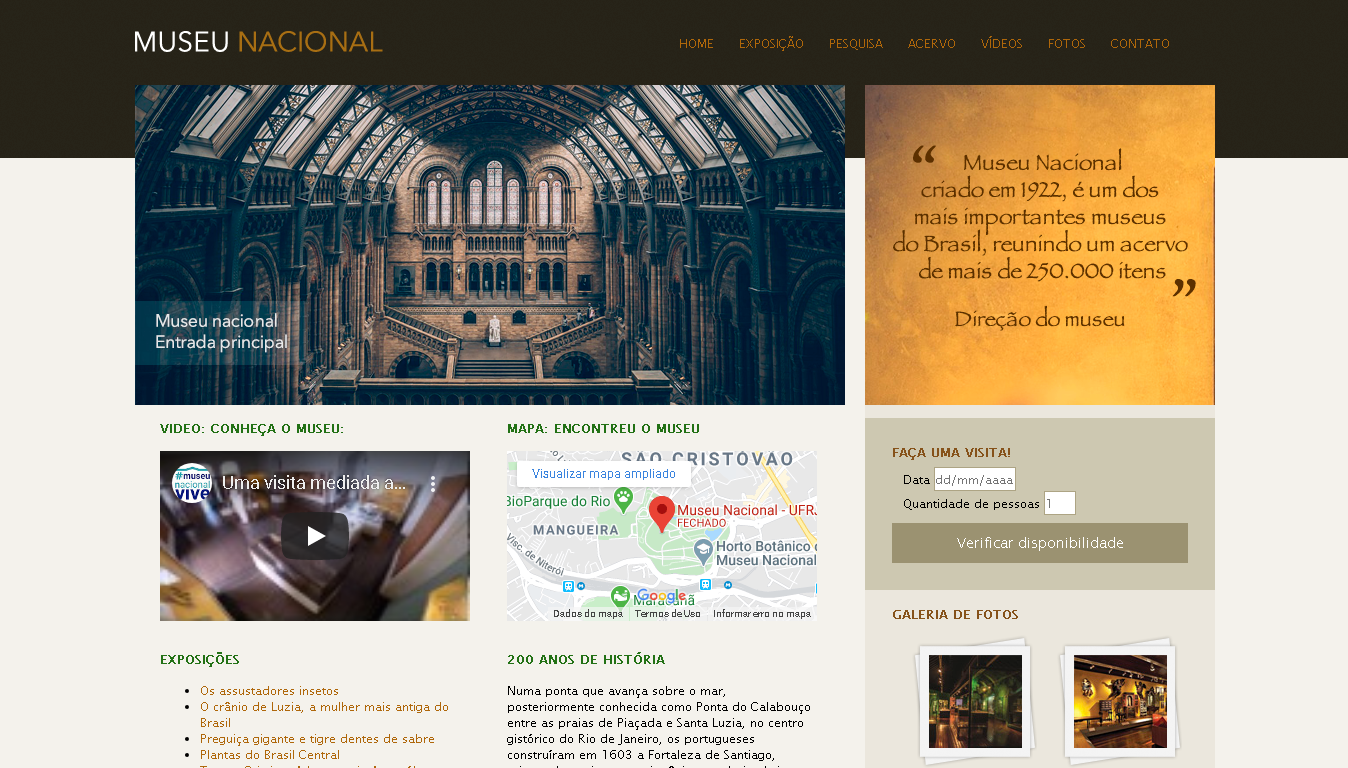 MUSEU NACIONAL
HOME EXPOSIÇÃO PESQUISA ACERVO VÍDEOS FOTOS CONTATO
Museu nacional
Entrada principal
“ Museu Nacional
criado em 1922, é um dos
mais importantes museus
do Brasil, reunindo um acervo
de mais de 250.000 itens ”
Direção do museu
VIDEO: CONHEÇA O MUSEU:
#museu
nacional
vive
Uma visita mediada a...
MAPA: ENCONTREU O MUSEU
SÃO CRISTÓVÃO
Visualizar mapa ampliado
BioParque do Rio
Museu Nacional - UFRJ
FECHADO
MANGUEIRA
Horto Botânico
Museu Nacional
Visc. de Niterói
Google
Maracanã
Dados do mapa Termos de Uso Informar erro no mapa
FAÇA UMA VISITA!
Data dd/mm/aaaa
Quantidade de pessoas 1
Verificar disponibilidade
GALERIA DE FOTOS
EXPOSIÇÕES
Os assustadores insetos
O crânio de Luzia, a mulher mais antiga do
Brasil
Preguiça gigante e tigre dentes de sabre
Plantas do Brasil Central
200 ANOS DE HISTÓRIA
Numa ponta que avança sobre o mar,
posteriormente conhecida como Ponta do Calabouço
entre as praias de Piaçada e Santa Luzia, no centro
gistórico do Rio de Janeiro, os portugueses
construíram em 1603 a Fortaleza de Santiago,